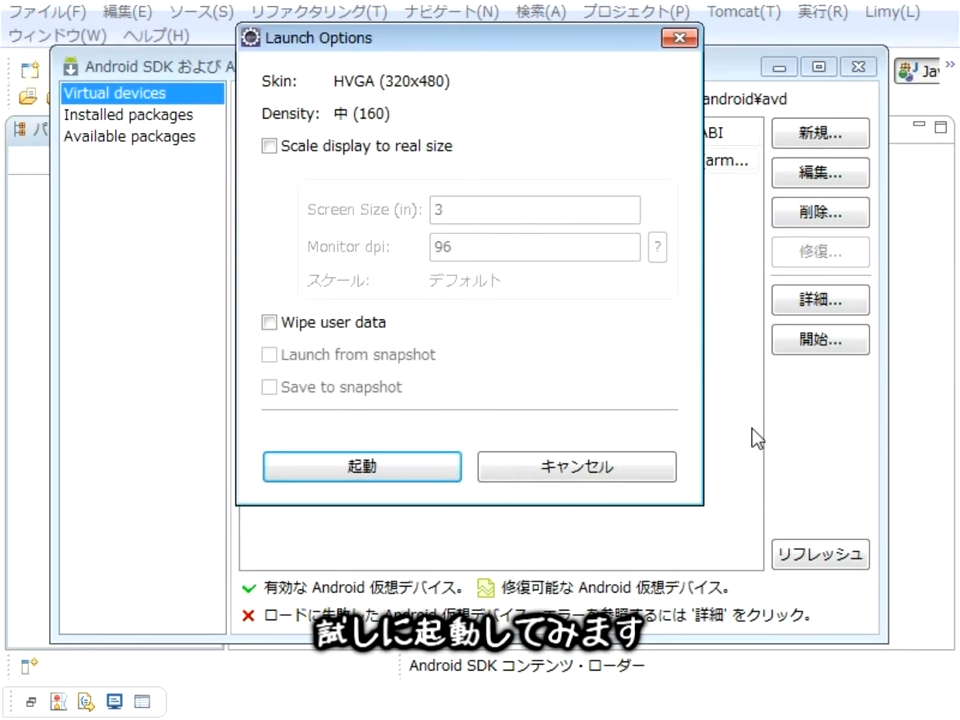 ファイル(F) 編集(E) ソース(S) リファクタリング(T) ナビゲート(N) 検索(A) プロジェクト(P) Tomcat(T) 実行(R) Limy(L)
ウィンドウ(W) ヘルプ(H)
Android SDK および A
Launch Options
Virtual devices
Installed packages
Available packages
Skin: HVGA (320x480)
Density: 中 (160)
Scale display to real size
Screen Size (in): 3
Monitor dpi: 96 ?
スケール: デフォルト
Wipe user data
Launch from snapshot
Save to snapshot
起動 キャンセル
android¥avd
ABI
arm...
新規...
編集...
削除...
修復...
詳細...
開始...
リフレッシュ
Ja
パ
有効な Android 仮想デバイス。 修復可能な Android 仮想デバイス。
ロードに失敗した Android 仮想デバイス。エラーを参照するには '詳細' をクリック。
試しに起動してみます
Android SDK コンテンツ・ローダー